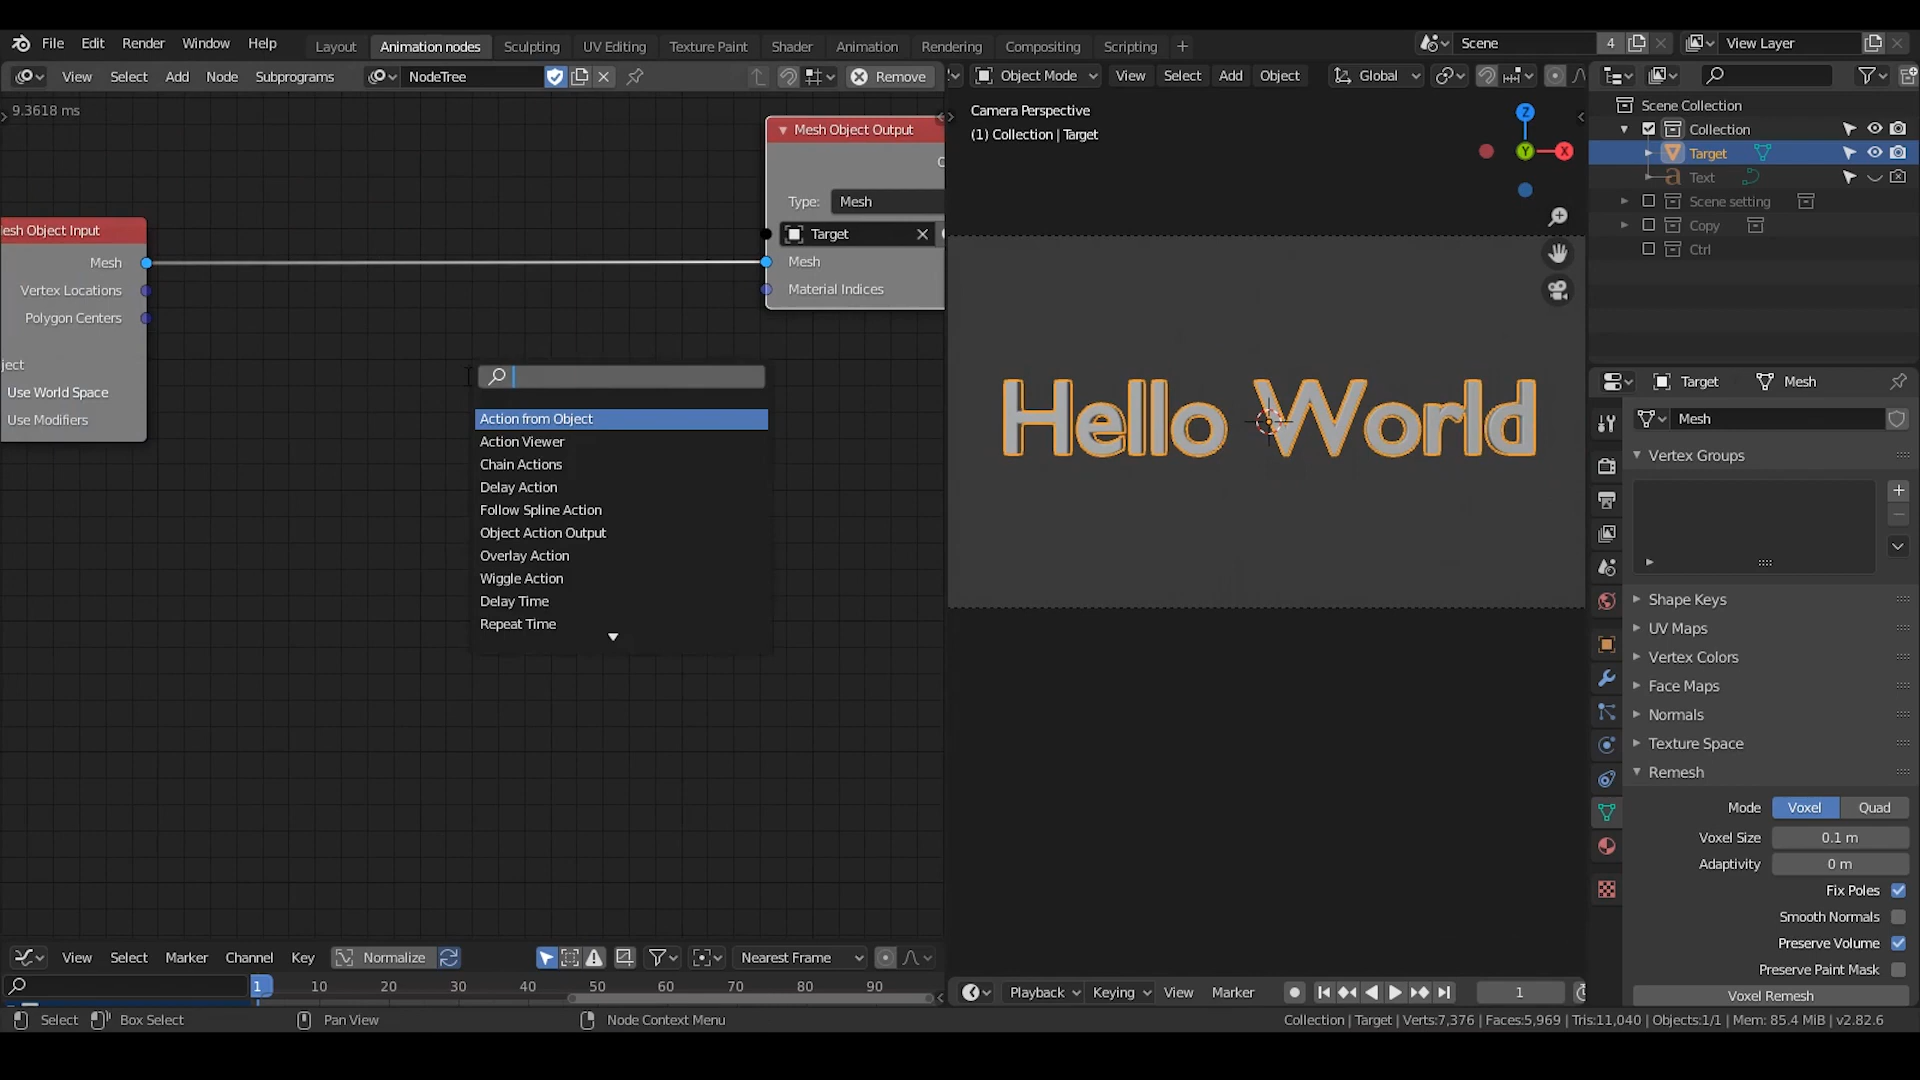 File Edit Render Window Help Layout Animation nodes Sculpting UV Editing Texture Paint Shader Animation Rendering Compositing Scripting Scene 4 View Layer
View Select Add Node Subprograms NodeTree Remove Object Mode View Select Add Object Global
9.3618 ms
Mesh Object Output
Type: Mesh
Target
Mesh
Material Indices
esh Object Input
Mesh
Vertex Locations
Polygon Centers
ject
Use World Space
Use Modifiers
Action from Object
Action Viewer
Chain Actions
Delay Action
Follow Spline Action
Object Action Output
Overlay Action
Wiggle Action
Delay Time
Repeat Time
Camera Perspective
(1) Collection | Target
Z
Y X
Hello World
Scene Collection
Collection
Target
Text
Scene setting
Copy
Ctrl
Target Mesh
Mesh
Vertex Groups
Shape Keys
UV Maps
Vertex Colors
Face Maps
Normals
Texture Space
Remesh
Mode Voxel Quad
Voxel Size 0.1 m
Adaptivity 0 m
Fix Poles
Smooth Normals
Preserve Volume
Preserve Paint Mask
Voxel Remesh
View Select Marker Channel Key Normalize Nearest Frame
1 10 20 30 40 50 60 70 80 90
Playback Keying View Marker 1
Select Box Select Pan View Node Context Menu
Collection | Target | Verts:7,376 | Faces:5,969 | Tris:11,040 | Objects:1/1 | Mem: 85.4 MiB | v2.82.6